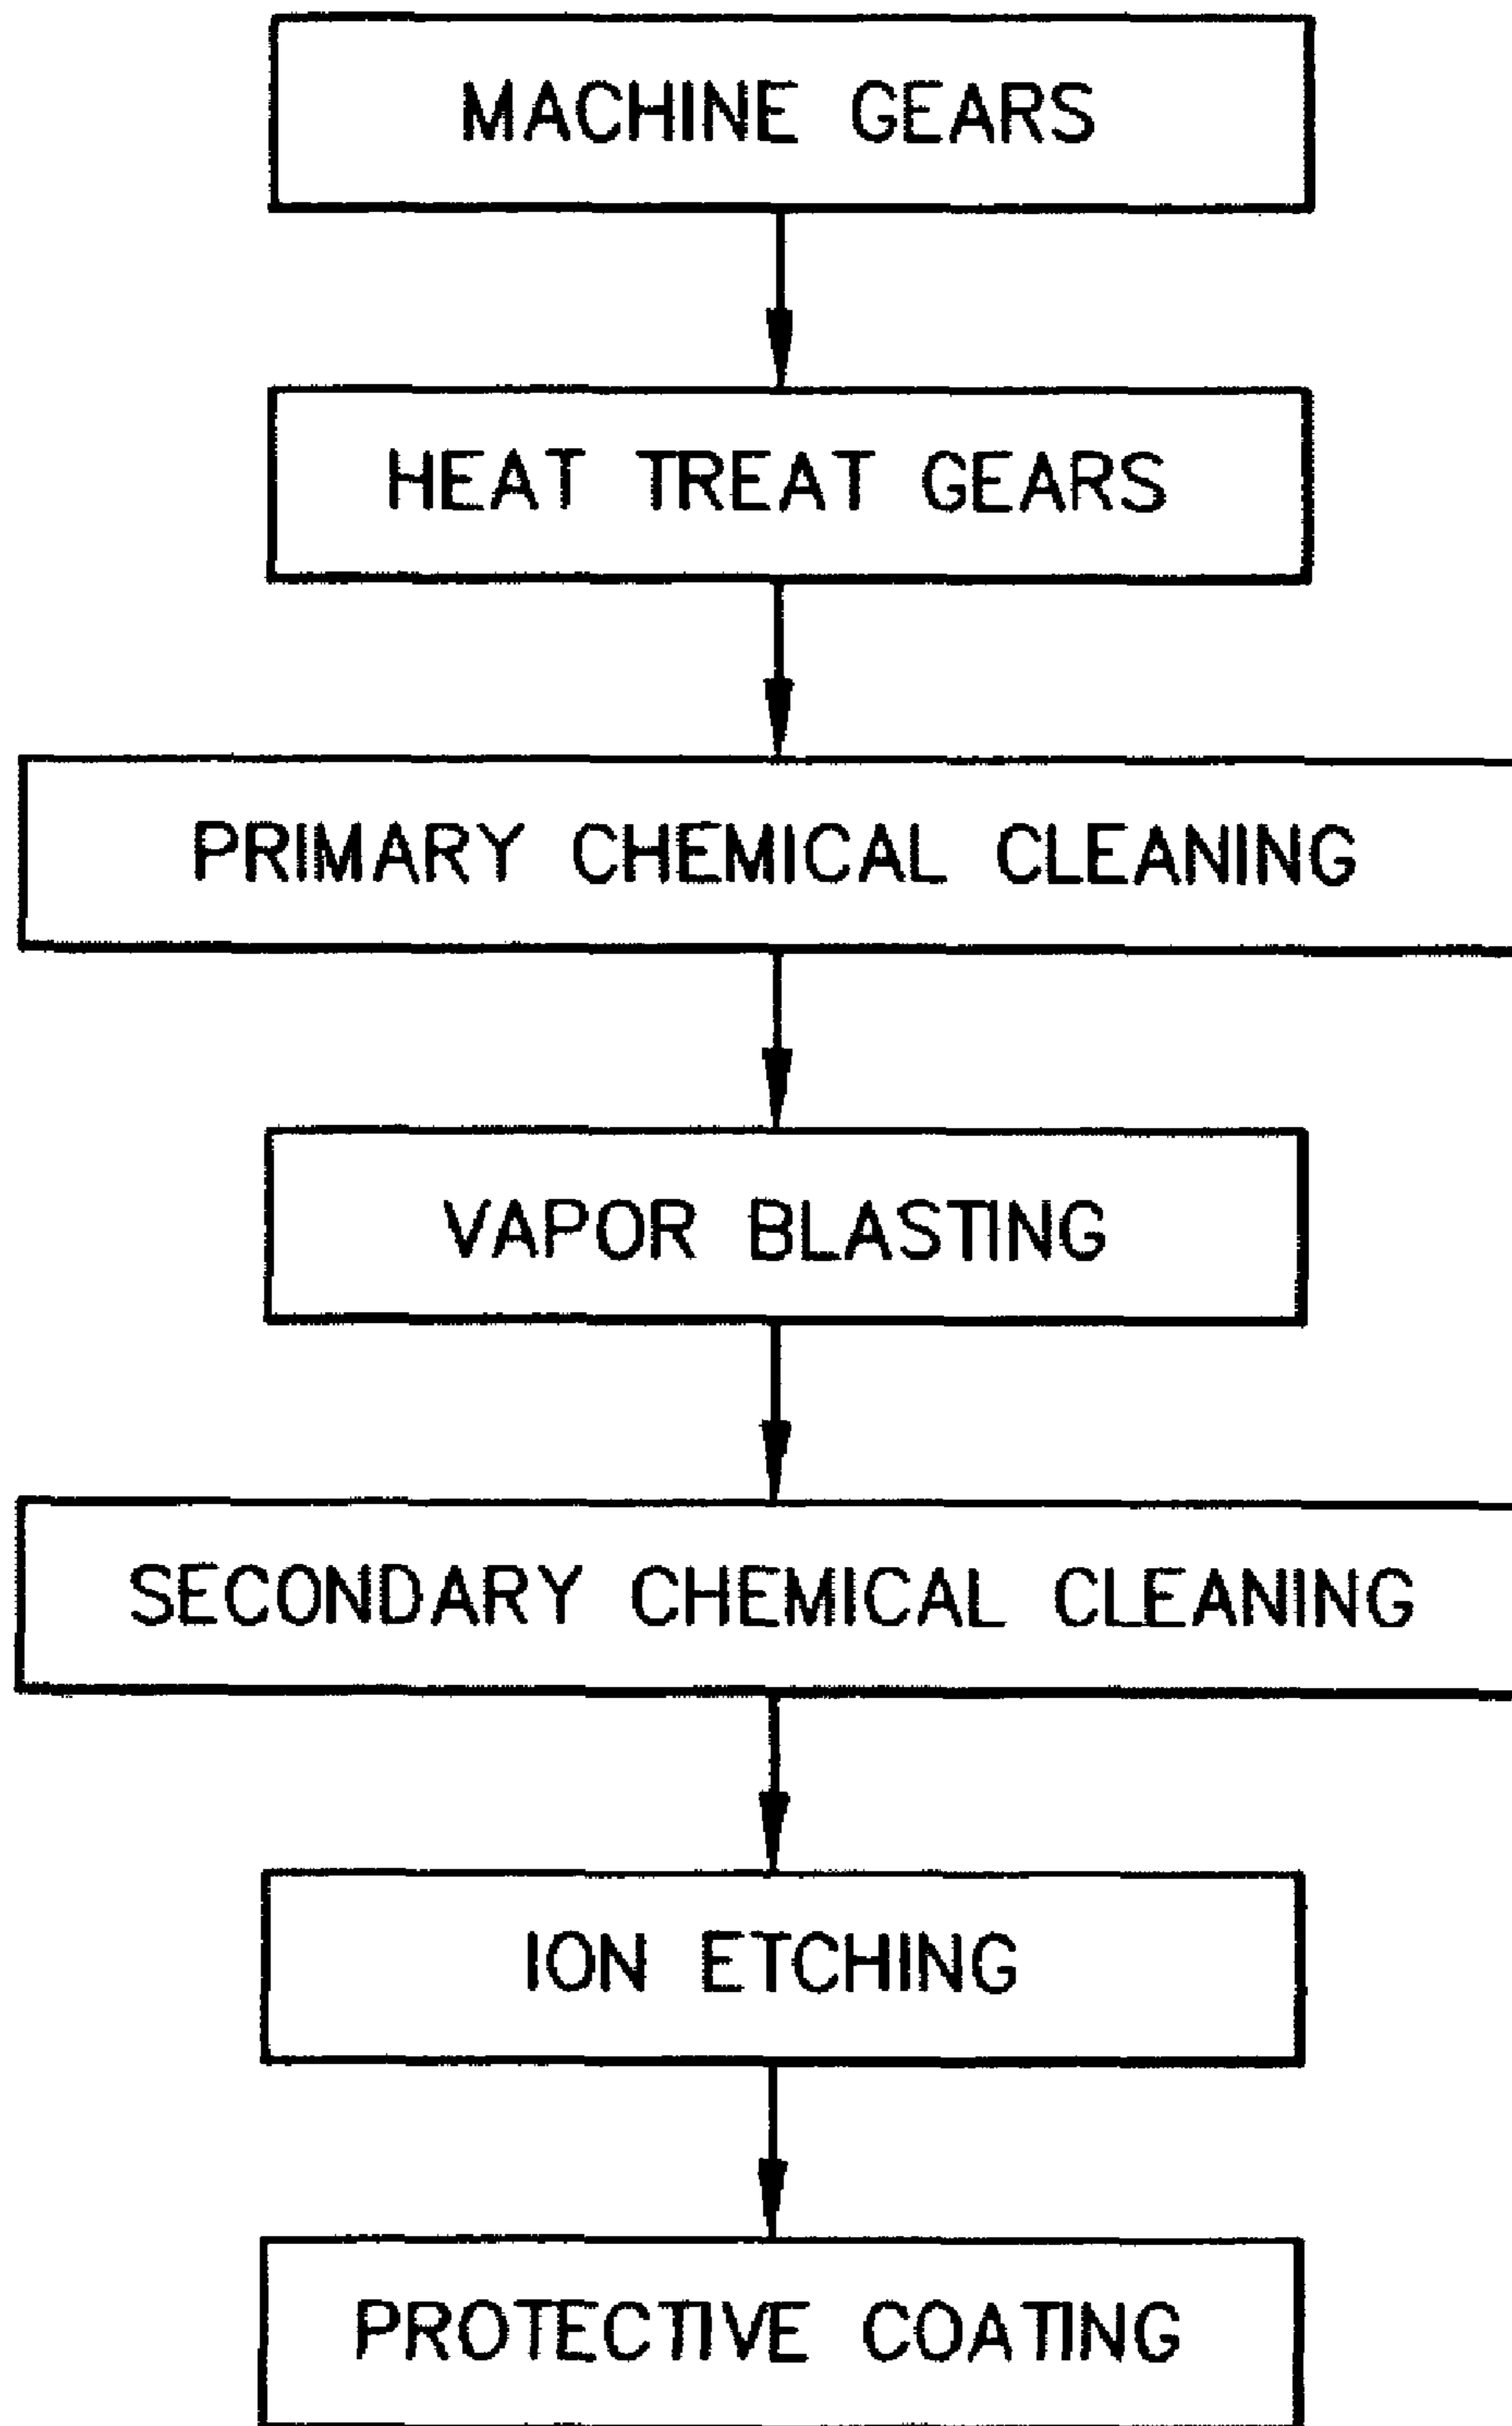 MACHINE GEARS
HEAT TREAT GEARS
PRIMARY CHEMICAL CLEANING
VAPOR BLASTING
SECONDARY CHEMICAL CLEANING
ION ETCHING
PROTECTIVE COATING